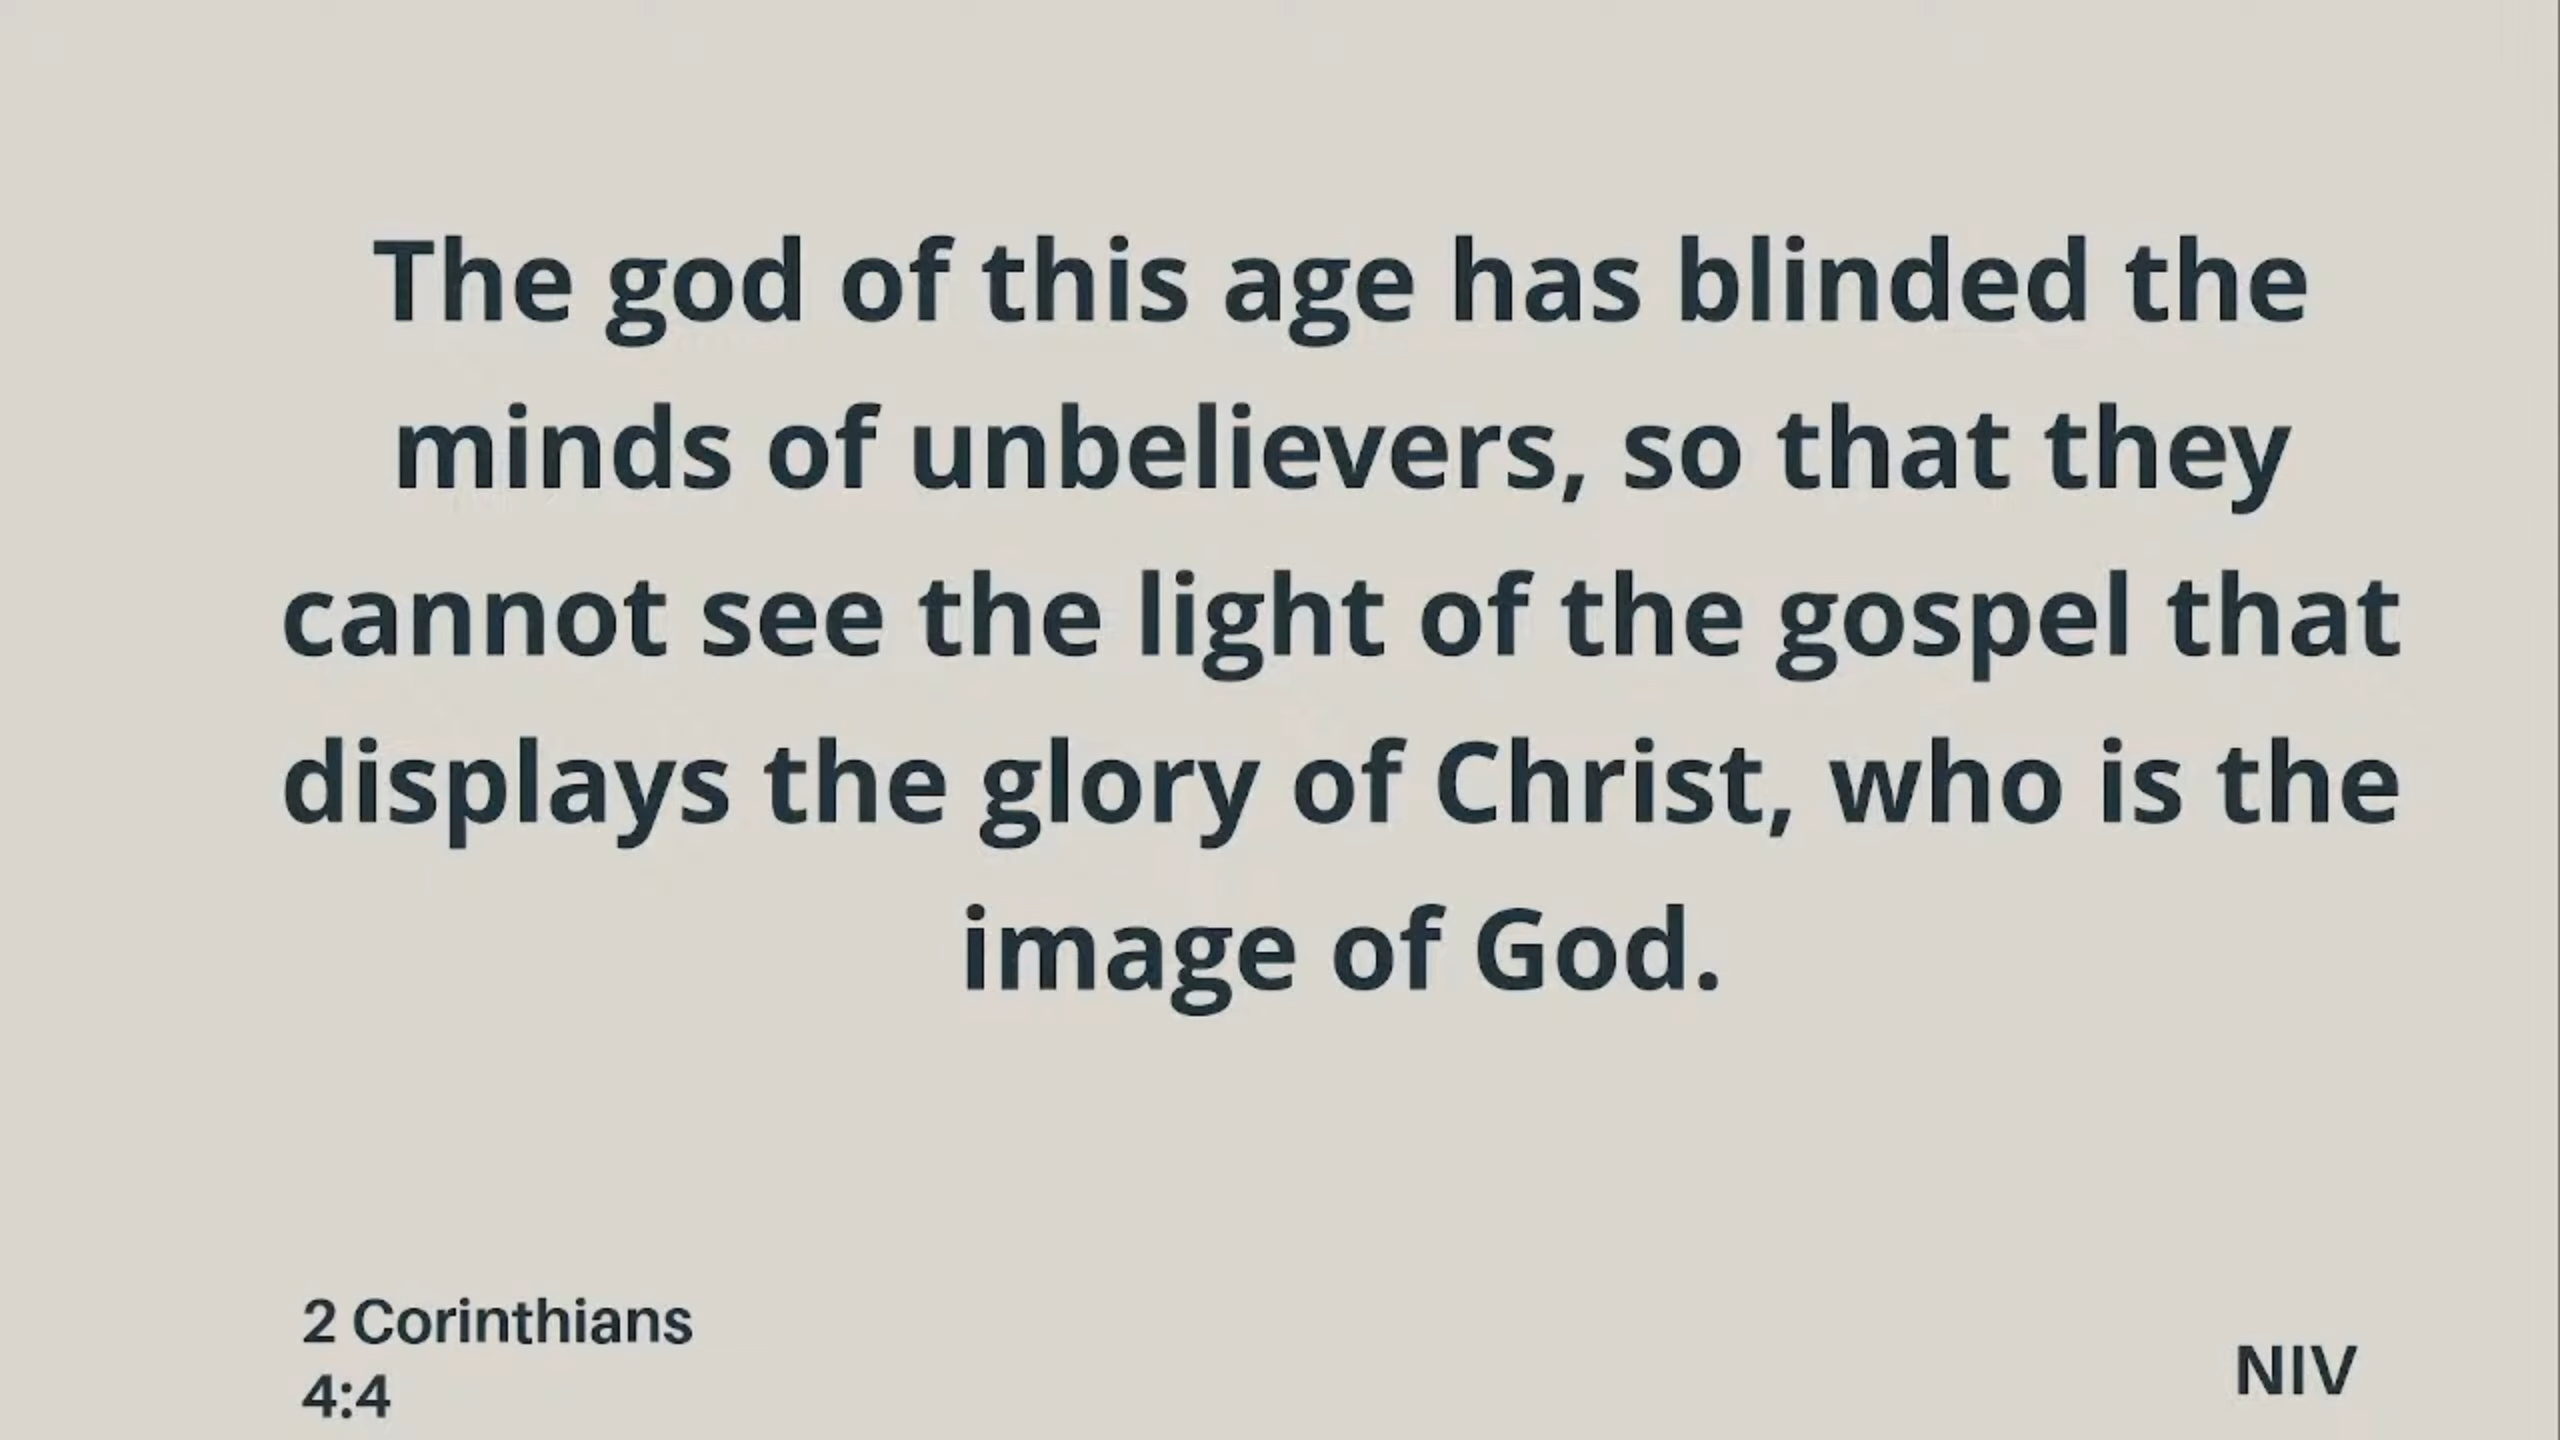 The god of this age has blinded the
minds of unbelievers, so that they
cannot see the light of the gospel that
displays the glory of Christ, who is the
image of God.
2 Corinthians
4:4
NIV